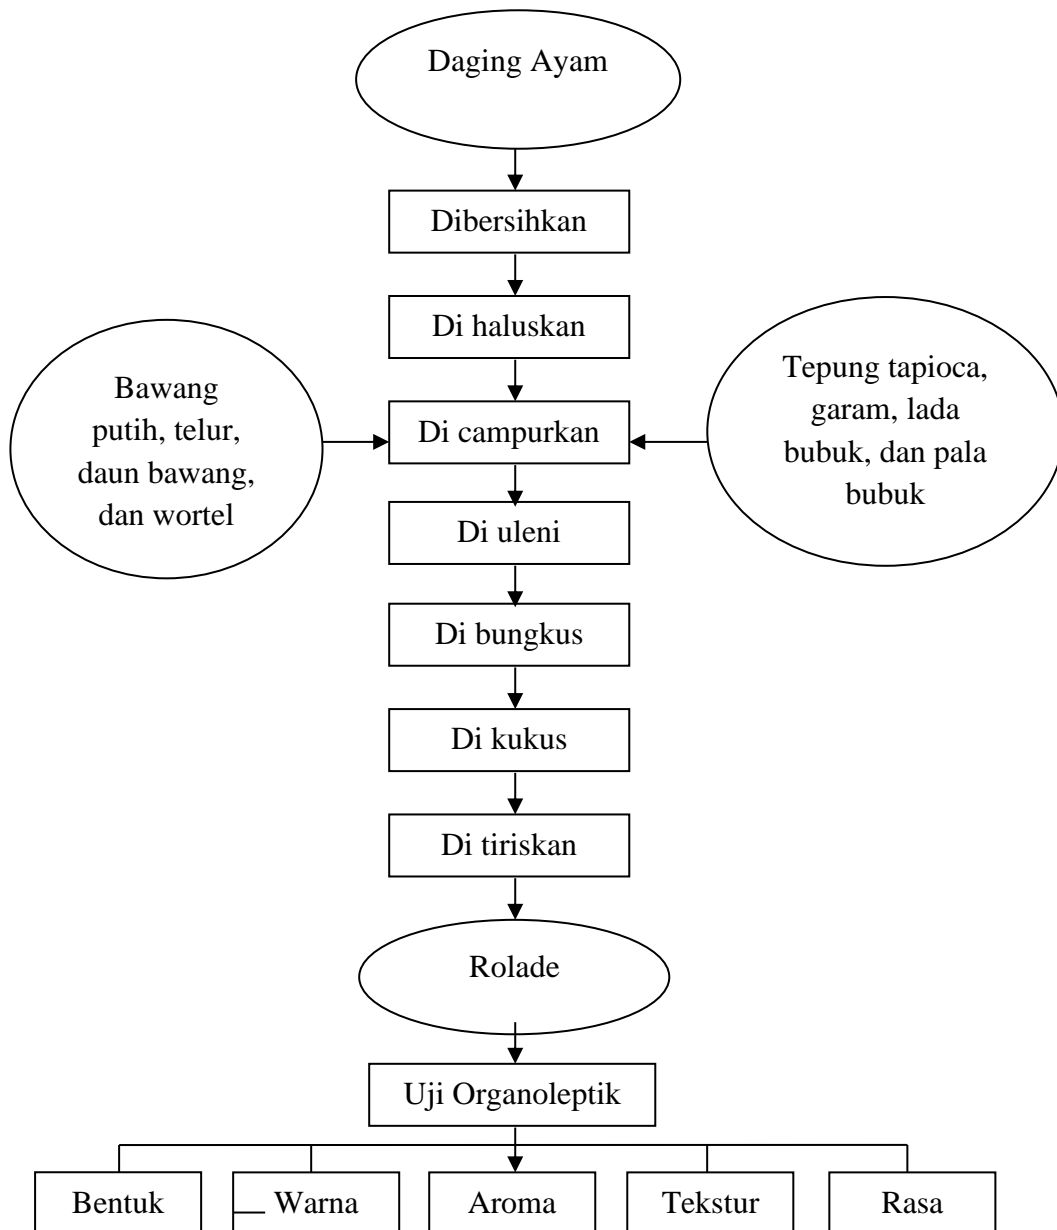 Daging Ayam
Dibersihkan
Di haluskan
Bawang
putih, telur,
daun bawang,
dan wortel
Di campurkan
Tepung tapioca,
garam, lada
bubuk, dan pala
bubuk
Di uleni
Di bungkus
Di kukus
Di tiriskan
Rolade
Uji Organoleptik
Bentuk
Warna
Aroma
Tekstur
Rasa